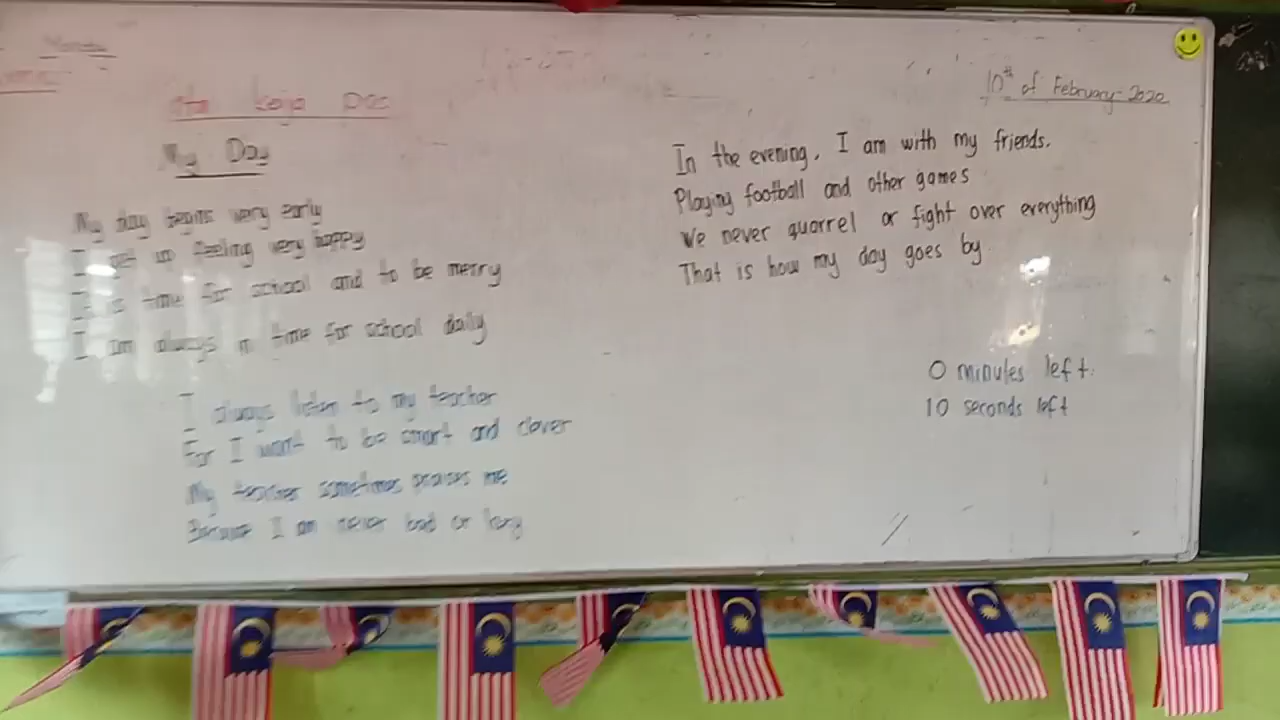 Monday
10th of February 2020
My Day
My day begins very early
I get up feeling very happy
It is time for school and to be merry
I am always in time for school daily
I always listen to my teacher
For I want to be smart and clever
My teacher sometimes praises me
Because I am never bad or lazy
In the evening, I am with my friends.
Playing football and other games
We never quarrel or fight over everything
That is how my day goes by
0 minutes left.
10 seconds left